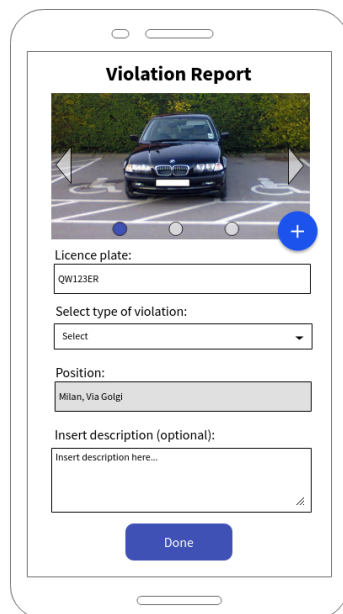 Violation Report
Licence plate:
QW123ER
Select type of violation:
Select
Position:
Milan, Via Golgi
Insert description (optional):
Insert description here...
Done